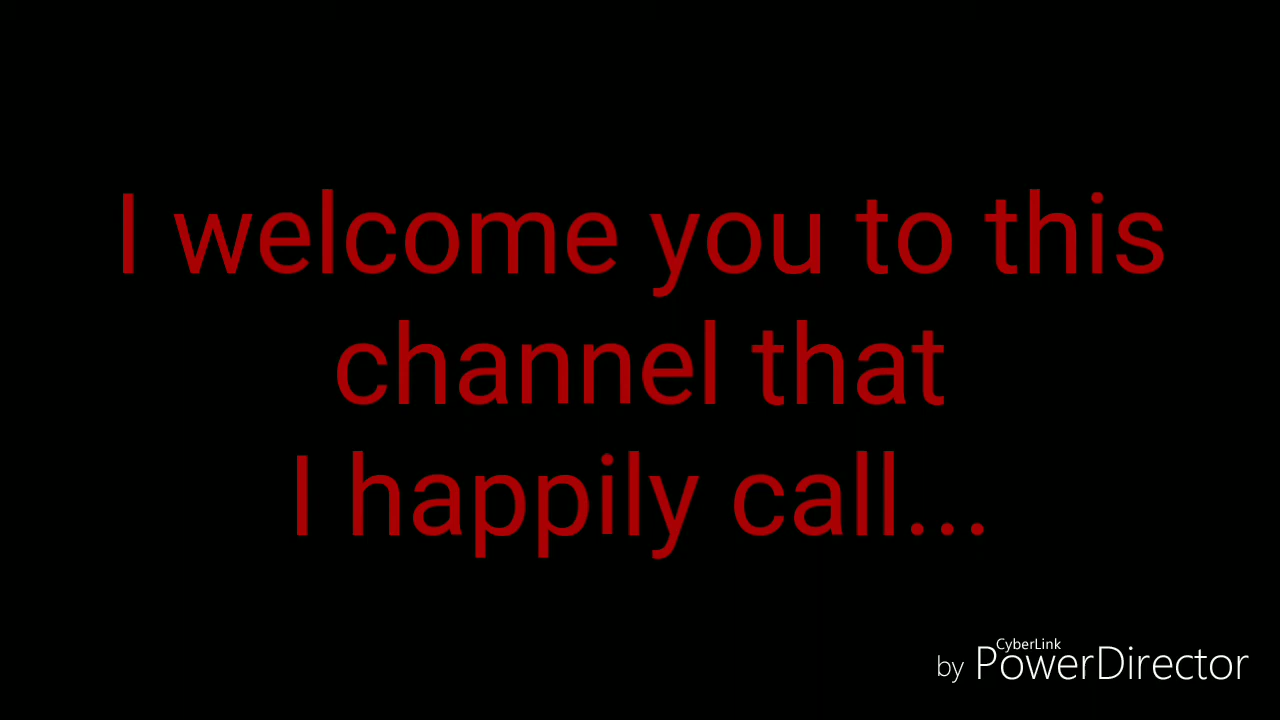 I welcome you to this
channel that
I happily call...
CyberLink
by PowerDirector